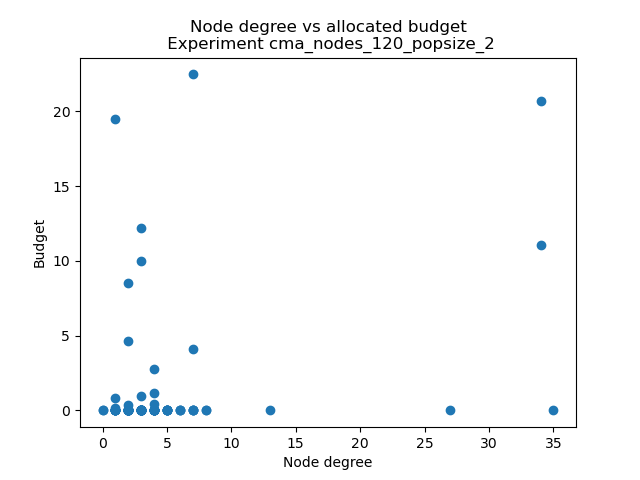 Node degree vs allocated budget
Experiment cma_nodes_120_popsize_2
20
15
10
5
0
Budget
0 5 10 15 20 25 30 35
Node degree